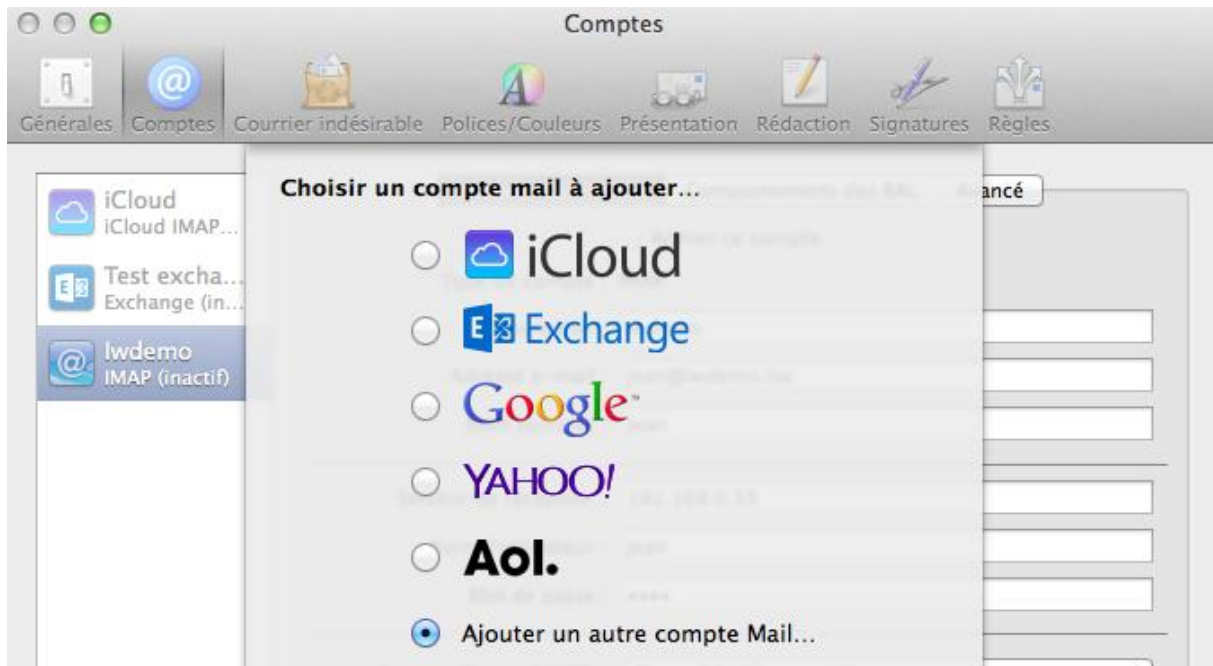 Comptes
Générales Comptes Courrier indésirable Polices/Couleurs Présentation Rédaction Signatures Règles
Choisir un compte mail à ajouter...
ancé
iCloud
iCloud IMAP...
Test excha...
Exchange (in...
lwdemo
IMAP (inactif)
iCloud
Exchange
Google
YAHOO!
Aol.
Ajouter un autre compte Mail...